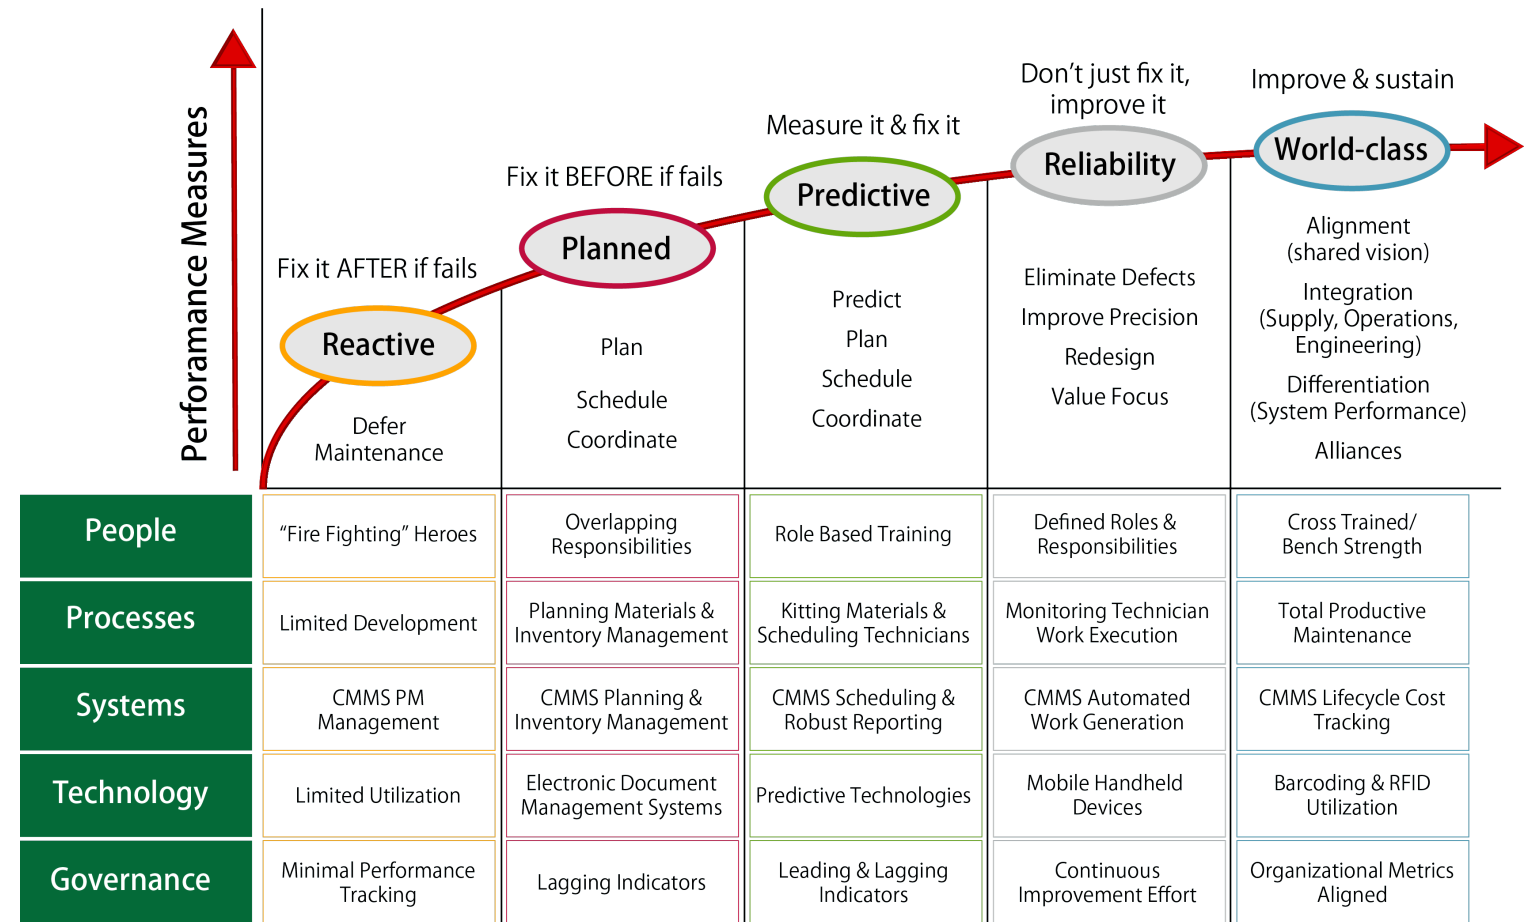 Perforamance Measures
Fix it AFTER if fails
Reactive
Defer
Maintenance
Fix it BEFORE if fails
Planned
Plan
Schedule
Coordinate
Measure it & fix it
Predictive
Predict
Plan
Schedule
Coordinate
Don’t just fix it,
improve it
Reliability
Eliminate Defects
Improve Precision
Redesign
Value Focus
Improve & sustain
World-class
Alignment
(shared vision)
Integration
(Supply, Operations,
Engineering)
Differentiation
(System Performance)
Alliances
People
“Fire Fighting” Heroes
Overlapping
Responsibilities
Role Based Training
Defined Roles &
Responsibilities
Cross Trained/
Bench Strength
Processes
Limited Development
Planning Materials &
Inventory Management
Kitting Materials &
Scheduling Technicians
Monitoring Technician
Work Execution
Total Productive
Maintenance
Systems
CMMS PM
Management
CMMS Planning &
Inventory Management
CMMS Scheduling &
Robust Reporting
CMMS Automated
Work Generation
CMMS Lifecycle Cost
Tracking
Technology
Limited Utilization
Electronic Document
Management Systems
Predictive Technologies
Mobile Handheld
Devices
Barcoding & RFID
Utilization
Governance
Minimal Performance
Tracking
Lagging Indicators
Leading & Lagging
Indicators
Continuous
Improvement Effort
Organizational Metrics
Aligned